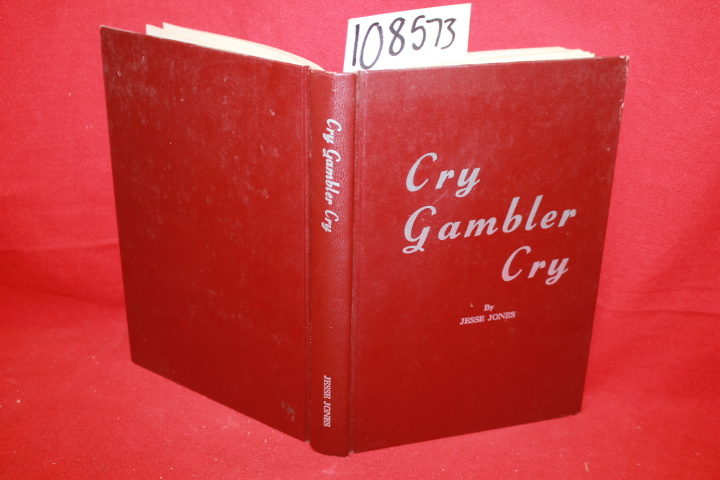 108573
Cry Gambler Cry
JESSE JONES
Cry
Gambler
Cry
By
JESSE JONES